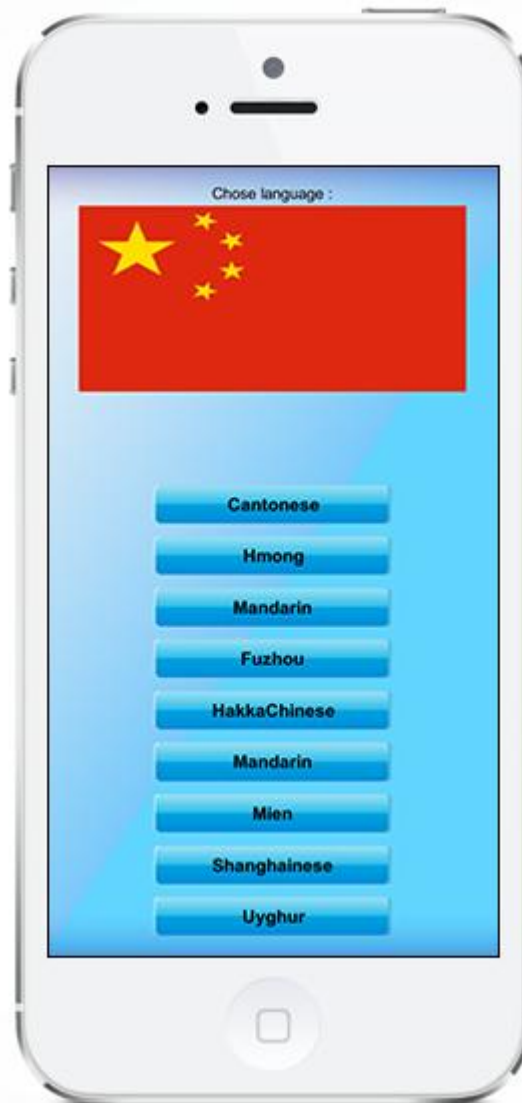 Chose language :
Cantonese
Hmong
Mandarin
Fuzhou
HakkaChinese
Mandarin
Mien
Shanghainese
Uyghur